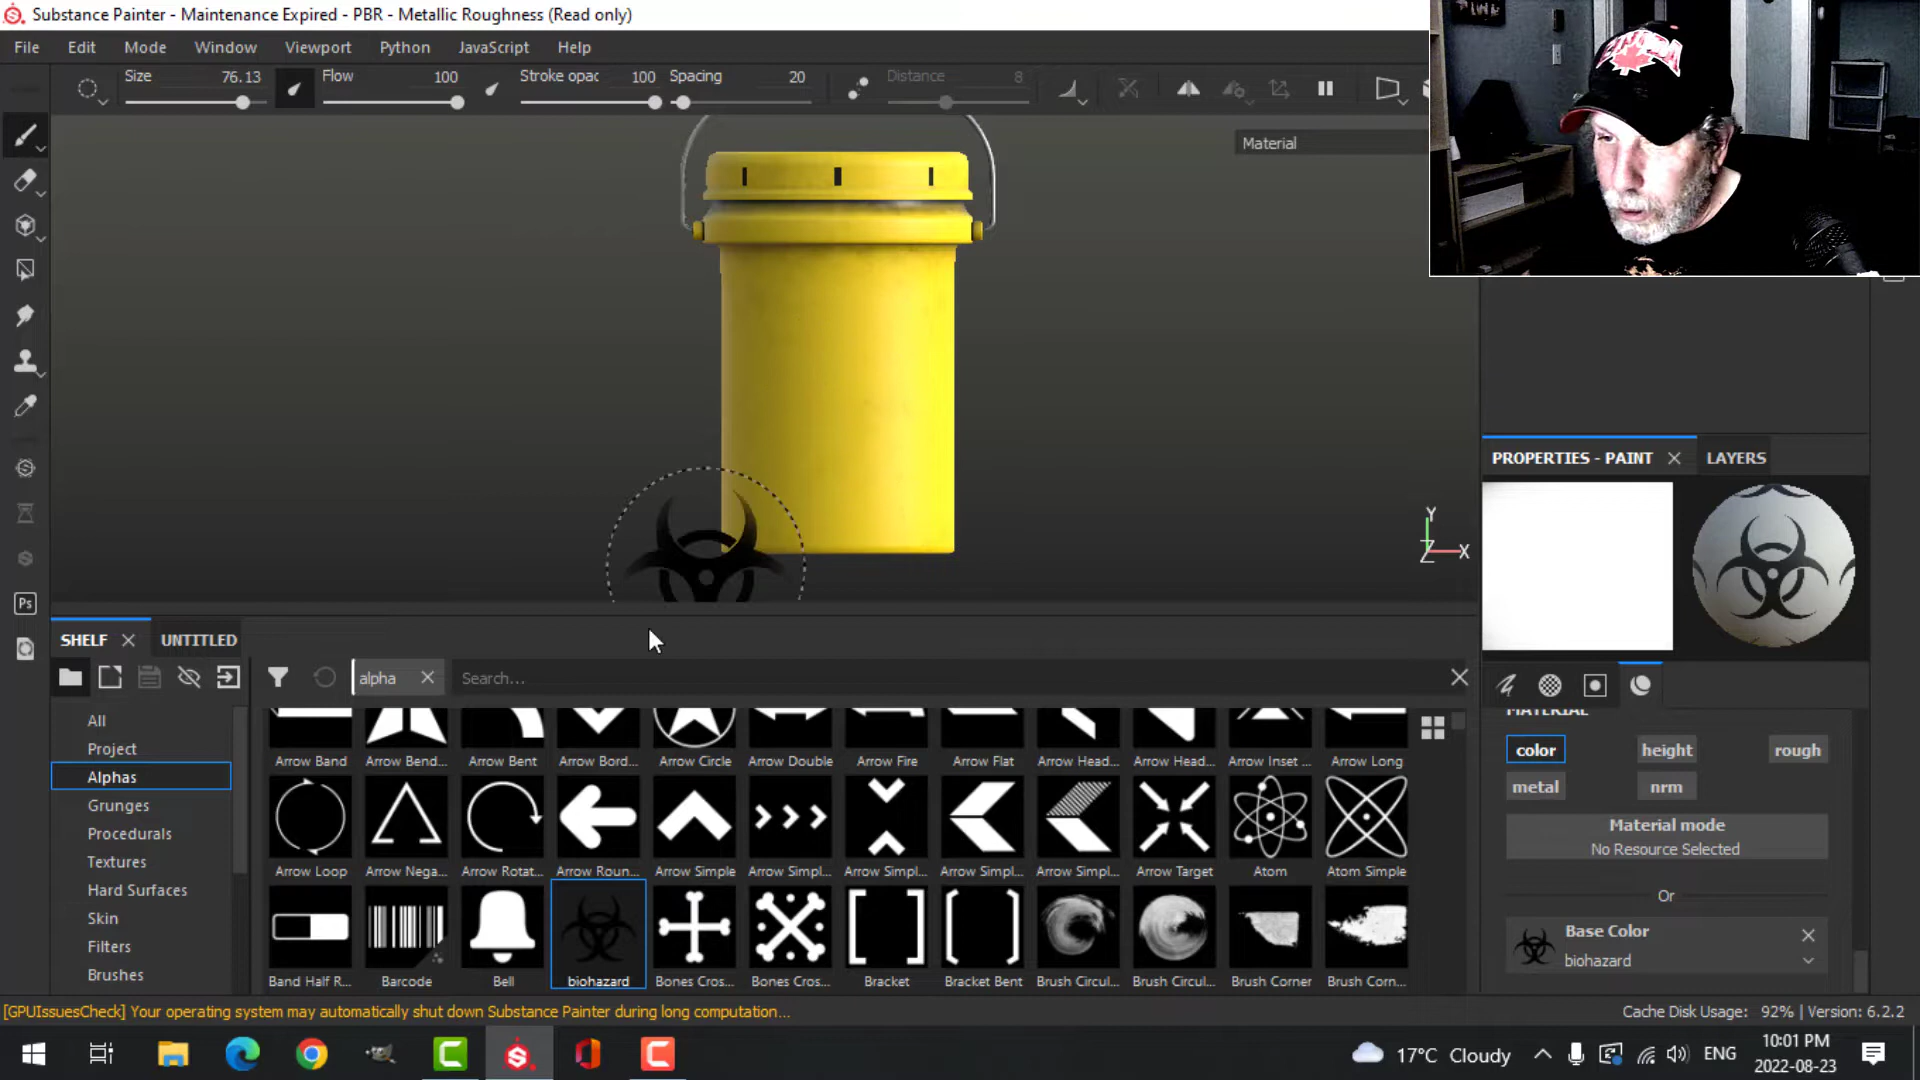 Substance Painter - Maintenance Expired - PBR - Metallic Roughness (Read only)
File Edit Mode Window Viewport Python JavaScript Help
Size 76.13 Flow 100 Stroke opac 100 Spacing 20 Distance 8
Material
Y
Z X
PROPERTIES - PAINT LAYERS
Ps
SHELF UNTITLED
alpha Search...
All
Project
Alphas
Grunges
Procedurals
Textures
Hard Surfaces
Skin
Filters
Brushes
Arrow Band Arrow Bend... Arrow Bent Arrow Bord... Arrow Circle Arrow Double Arrow Fire Arrow Flat Arrow Head... Arrow Head... Arrow Inset ... Arrow Long
Arrow Loop Arrow Nega... Arrow Rotat... Arrow Roun... Arrow Simple Arrow Simpl... Arrow Simpl... Arrow Simpl... Arrow Simpl... Arrow Target Atom Atom Simple
Band Half R... Barcode Bell biohazard Bones Cros... Bones Cros... Bracket Bracket Bent Brush Circul... Brush Circul... Brush Corner Brush Corn...
MATERIAL
color height rough
metal nrm
Material mode
No Resource Selected
Or
Base Color
biohazard
[GPUIssuesCheck] Your operating system may automatically shut down Substance Painter during long computation...
Cache Disk Usage: 92% | Version: 6.2.2
17°C Cloudy ENG 10:01 PM
2022-08-23